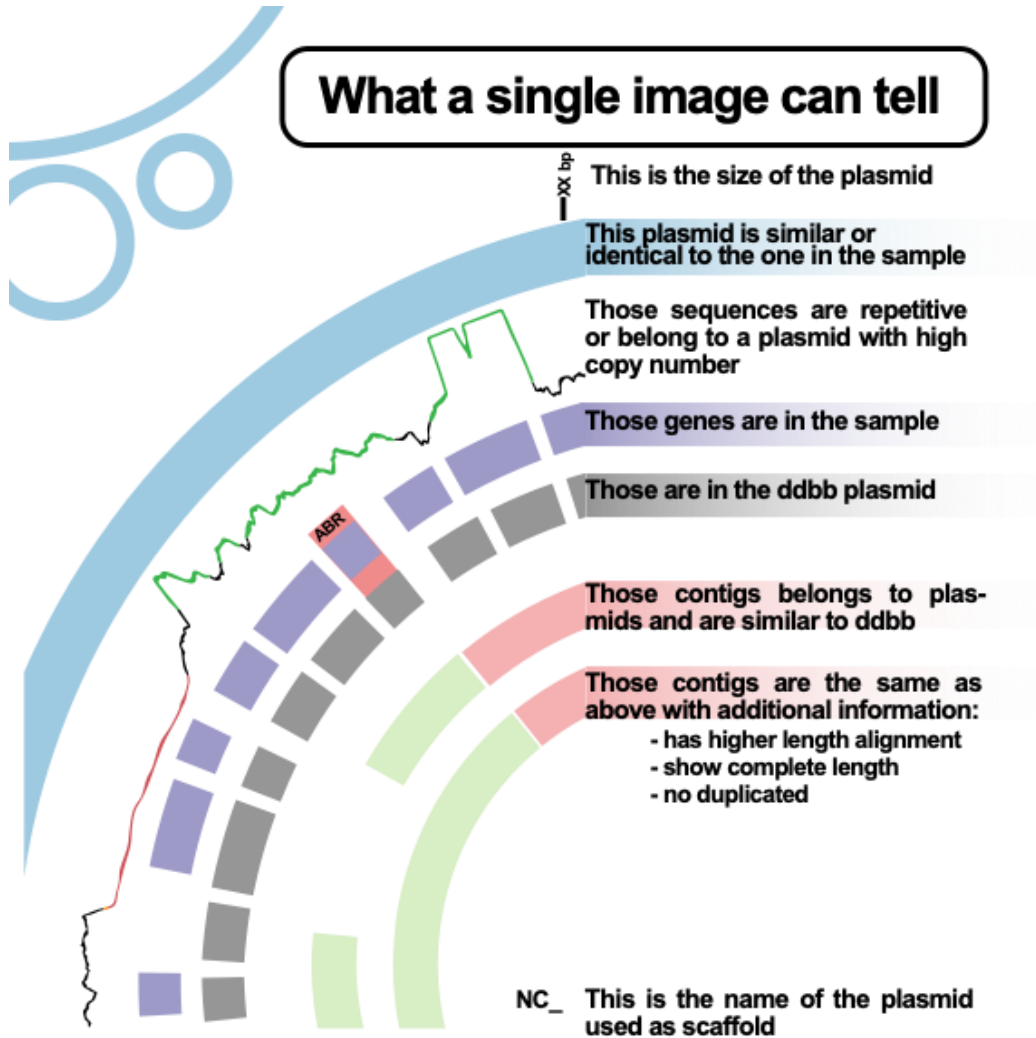 What a single image can tell
XX bp
This is the size of the plasmid
This plasmid is similar or
identical to the one in the sample
Those sequences are repetitive
or belong to a plasmid with high
copy number
Those genes are in the sample
Those are in the ddbb plasmid
ABR
Those contigs belongs to plas-
mids and are similar to ddbb
Those contigs are the same as
above with additional information:
- has higher length alignment
- show complete length
- no duplicated
NC_ This is the name of the plasmid
used as scaffold